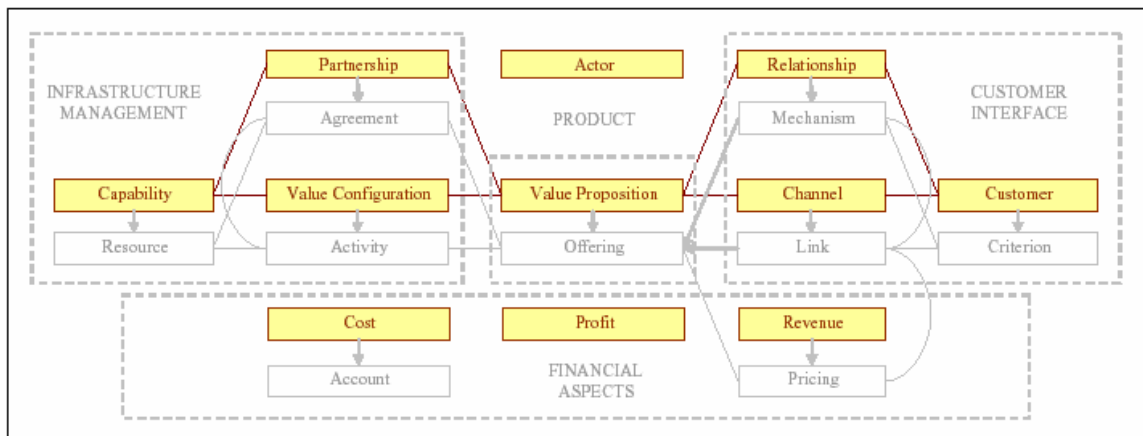 Partnership
Actor
Relationship
INFRASTRUCTURE
MANAGEMENT
CUSTOMER
INTERFACE
Agreement
PRODUCT
Mechanism
Capability
Value Configuration
Value Proposition
Channel
Customer
Resource
Activity
Offering
Link
Criterion
Cost
Profit
Revenue
Account
FINANCIAL
ASPECTS
Pricing